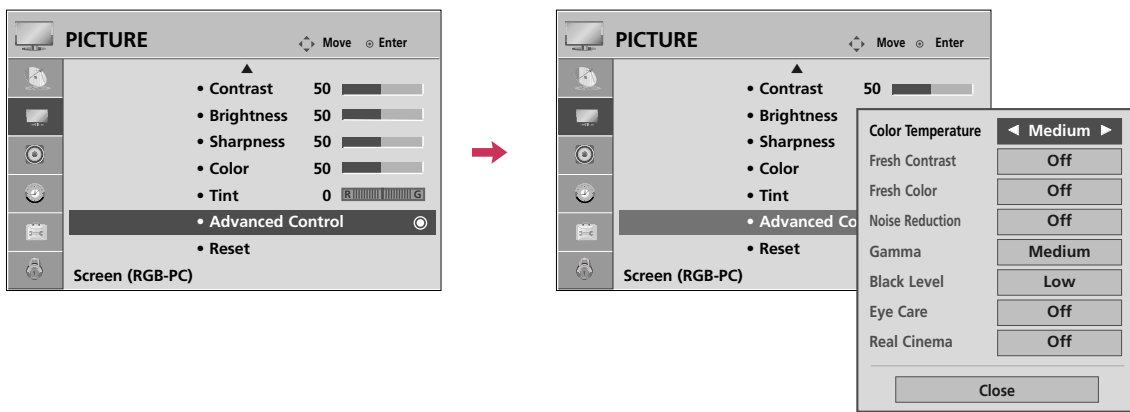 PICTURE Move Enter
• Contrast 50
• Brightness 50
• Sharpness 50
• Color 50
• Tint 0 R G
• Advanced Control
• Reset
Screen (RGB-PC)
PICTURE Move Enter
• Contrast 50
• Brightness
• Sharpness
• Color
• Tint
• Advanced Co
• Reset
Screen (RGB-PC)
Color Temperature ◀ Medium ▶
Fresh Contrast Off
Fresh Color Off
Noise Reduction Off
Gamma Medium
Black Level Low
Eye Care Off
Real Cinema Off
Close